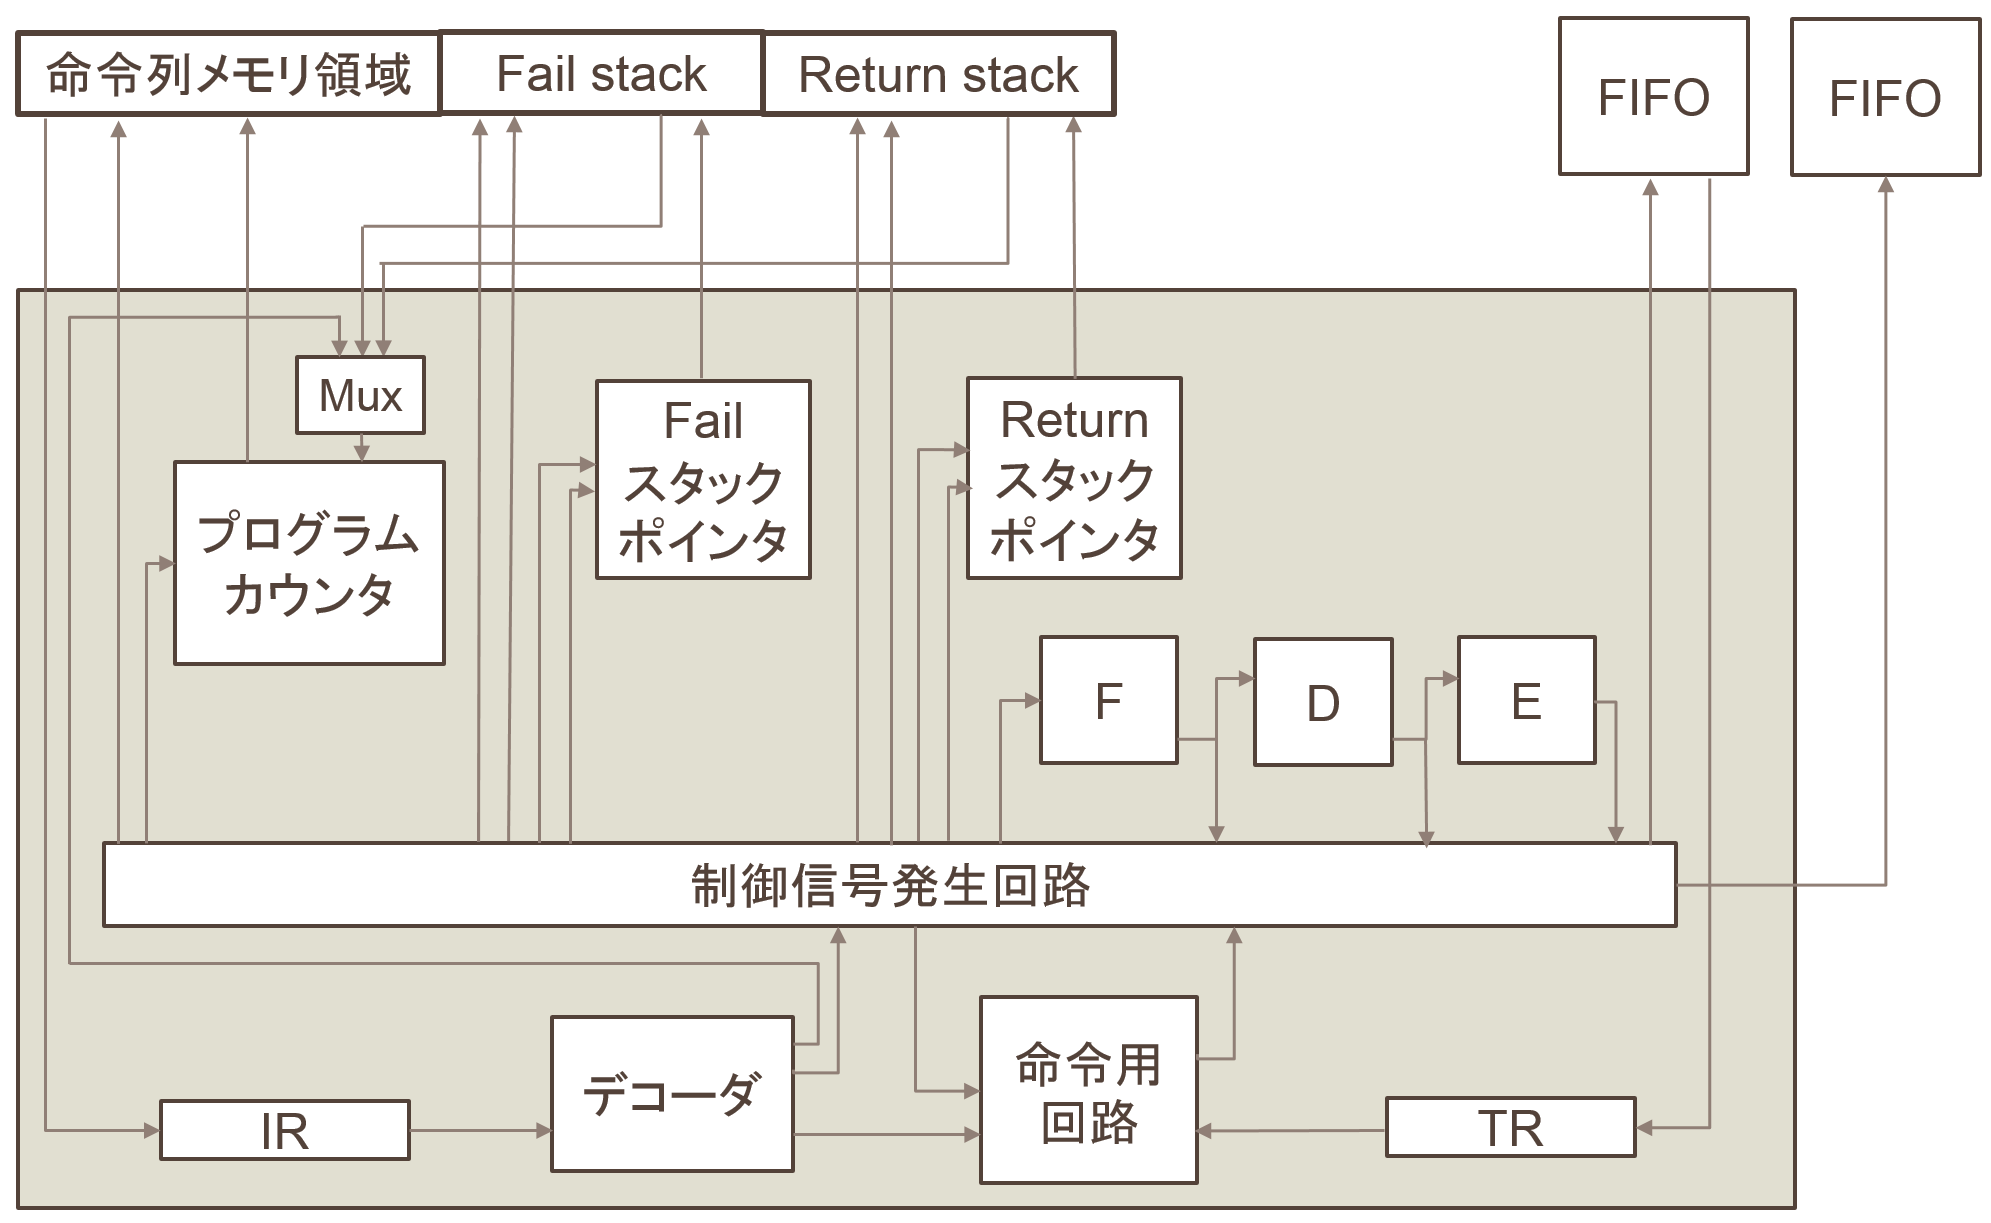 命令列メモリ領域
Fail stack
Return stack
FIFO
FIFO
Mux
プログラム
カウンタ
Fail
スタック
ポインタ
Return
スタック
ポインタ
F
D
E
制御信号発生回路
デコーダ
命令用
回路
IR
TR